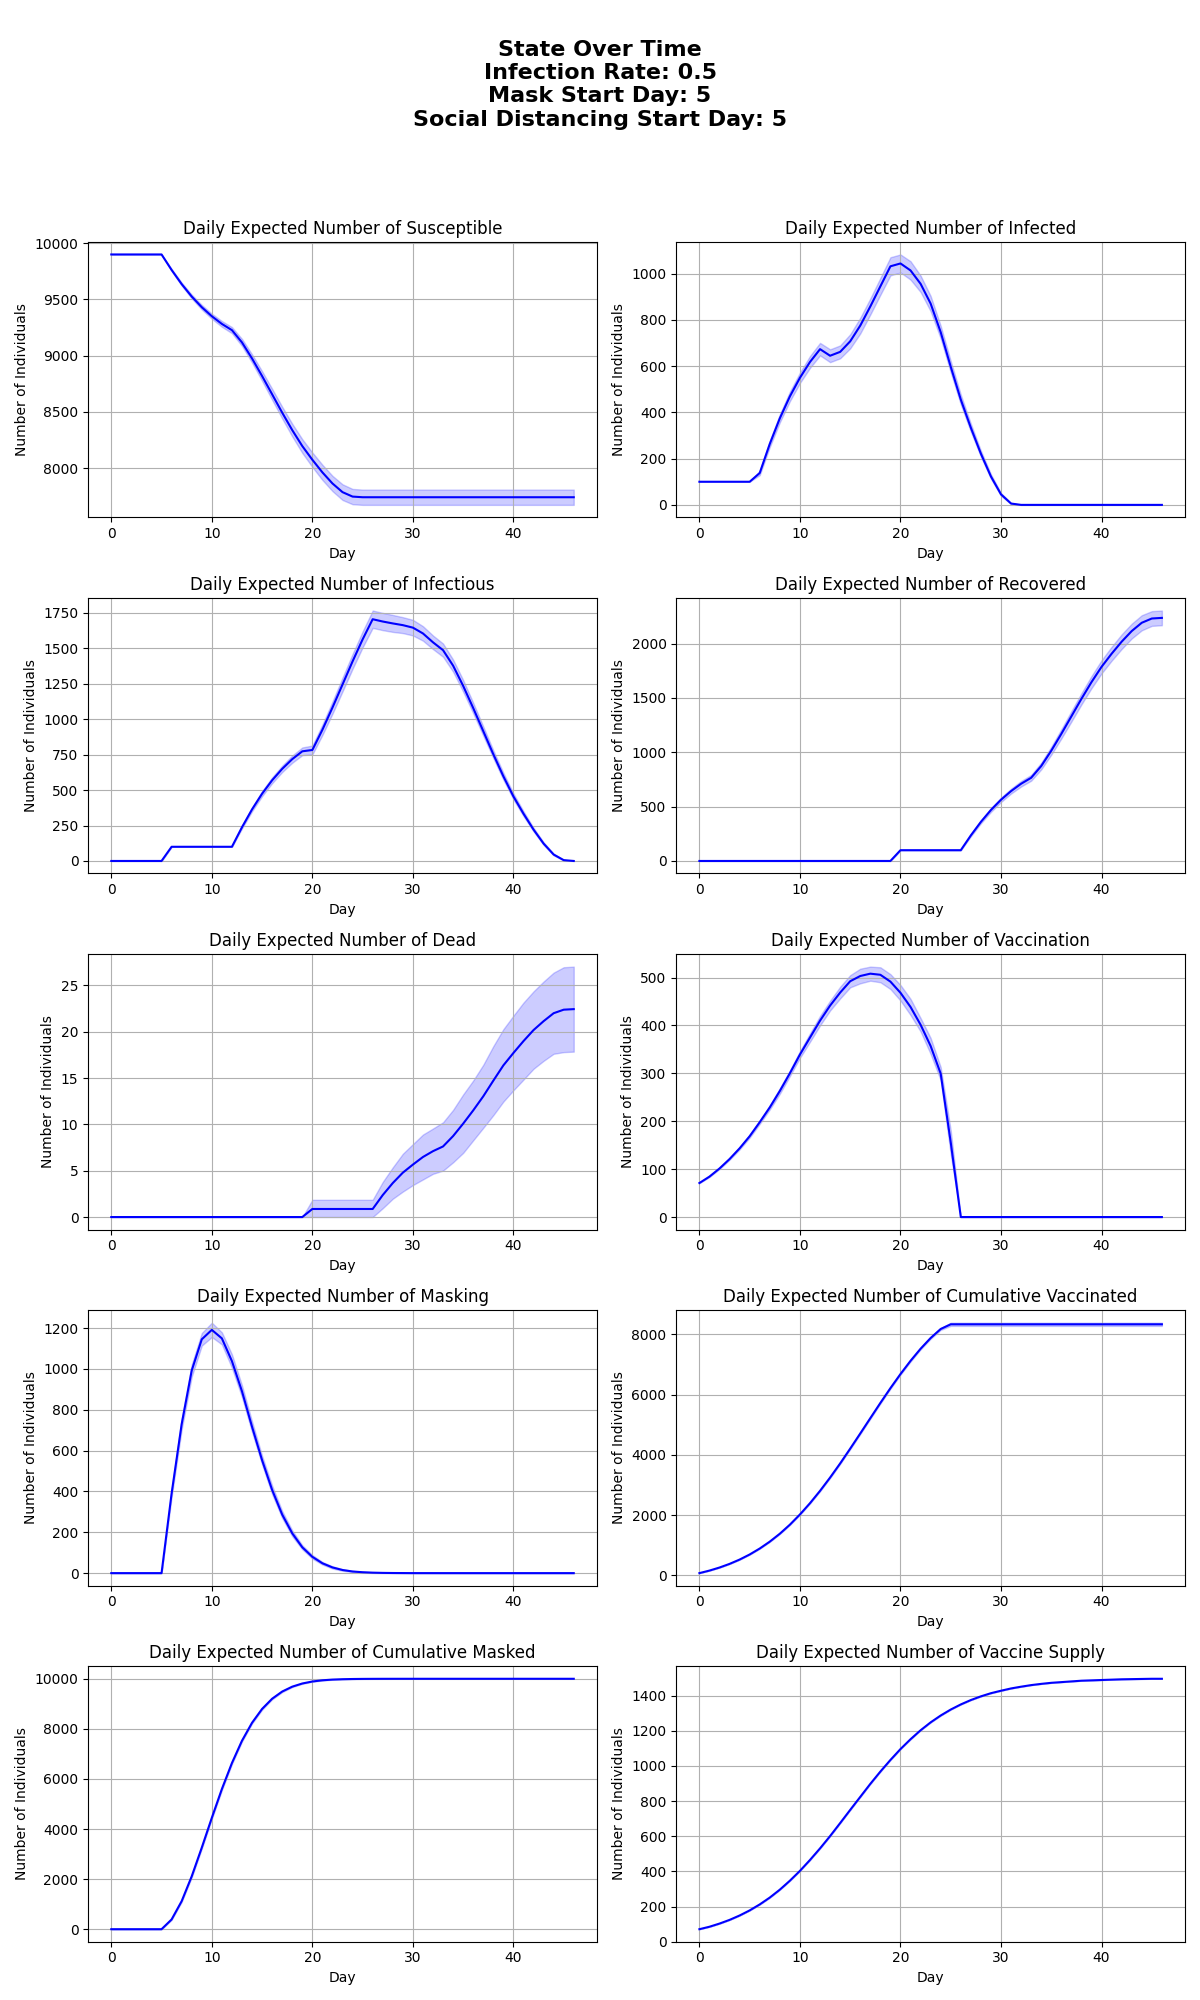 State Over Time
Infection Rate: 0.5
Mask Start Day: 5
Social Distancing Start Day: 5
Daily Expected Number of Susceptible
10000
9500
9000
8500
8000
Number of Individuals
0 10 20 30 40
Day
Daily Expected Number of Infected
1000
800
600
400
200
0
Number of Individuals
0 10 20 30 40
Day
Daily Expected Number of Infectious
1750
1500
1250
1000
750
500
250
0
Number of Individuals
0 10 20 30 40
Day
Daily Expected Number of Recovered
2000
1500
1000
500
0
Number of Individuals
0 10 20 30 40
Day
Daily Expected Number of Dead
25
20
15
10
5
0
Number of Individuals
0 10 20 30 40
Day
Daily Expected Number of Vaccination
500
400
300
200
100
0
Number of Individuals
0 10 20 30 40
Day
Daily Expected Number of Masking
1200
1000
800
600
400
200
0
Number of Individuals
0 10 20 30 40
Day
Daily Expected Number of Cumulative Vaccinated
8000
6000
4000
2000
0
Number of Individuals
0 10 20 30 40
Day
Daily Expected Number of Cumulative Masked
10000
8000
6000
4000
2000
0
Number of Individuals
0 10 20 30 40
Day
Daily Expected Number of Vaccine Supply
1400
1200
1000
800
600
400
200
0
Number of Individuals
0 10 20 30 40
Day